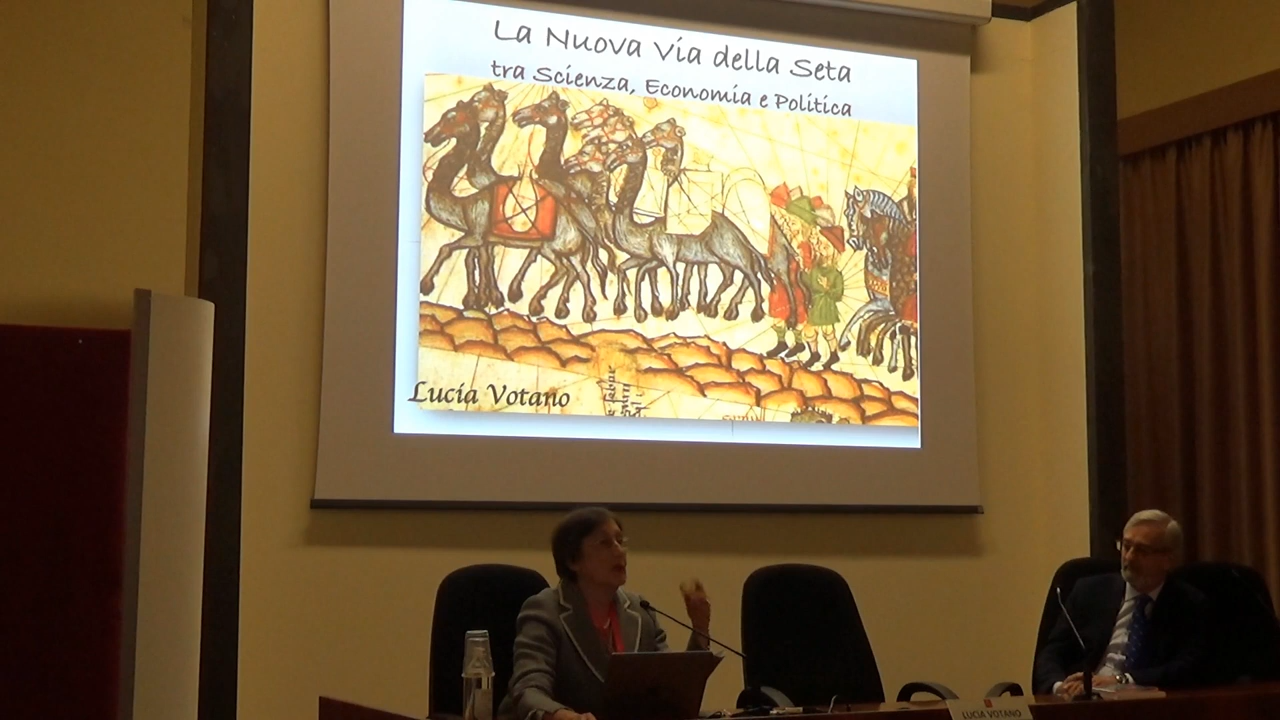 La Nuova Via della Seta
tra Scienza, Economia e Politica
Lucia Votano
LUCIA VOTANO